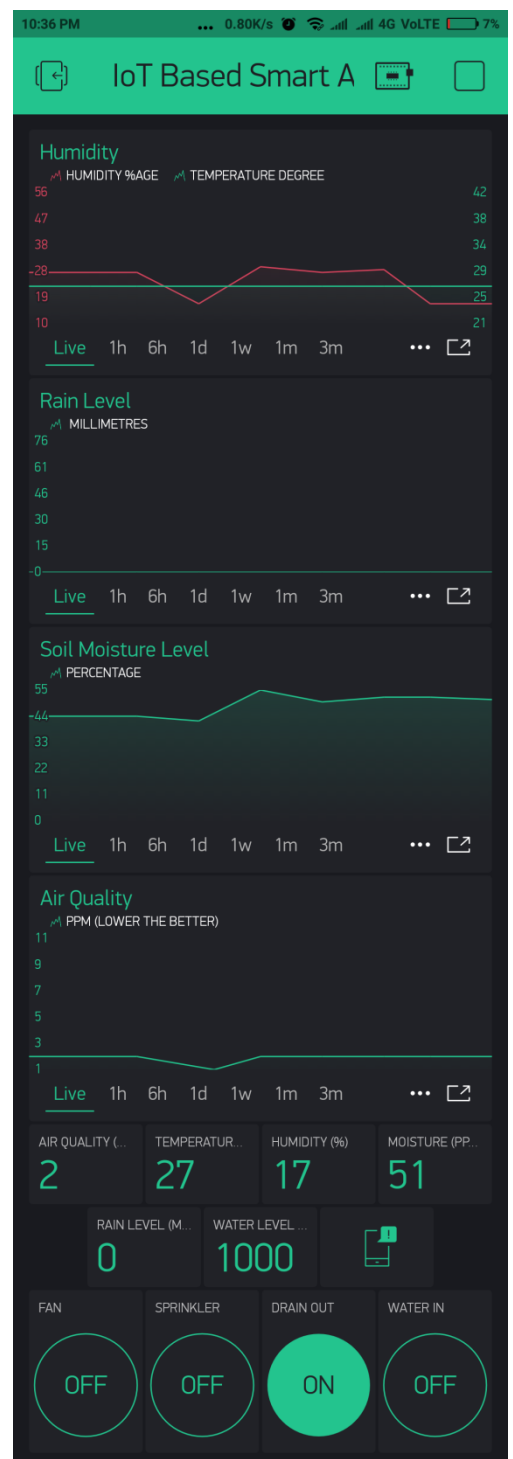 10:36 PM ... 0.80K/s 4G VoLTE 7%
IoT Based Smart A
Humidity
HUMIDITY %AGE TEMPERATURE DEGREE
56 42
47 38
38 34
28 29
19 25
10 21
Live 1h 6h 1d 1w 1m 3m
Rain Level
MILLIMETRES
76
61
46
30
15
0
Live 1h 6h 1d 1w 1m 3m
Soil Moisture Level
PERCENTAGE
55
44
33
22
11
0
Live 1h 6h 1d 1w 1m 3m
Air Quality
PPM (LOWER THE BETTER)
11
9
7
5
3
1
Live 1h 6h 1d 1w 1m 3m
AIR QUALITY (... TEMPERATUR... HUMIDITY (%) MOISTURE (PP...
2 27 17 51
RAIN LEVEL (M... WATER LEVEL ...
0 1000
FAN SPRINKLER DRAIN OUT WATER IN
OFF OFF ON OFF